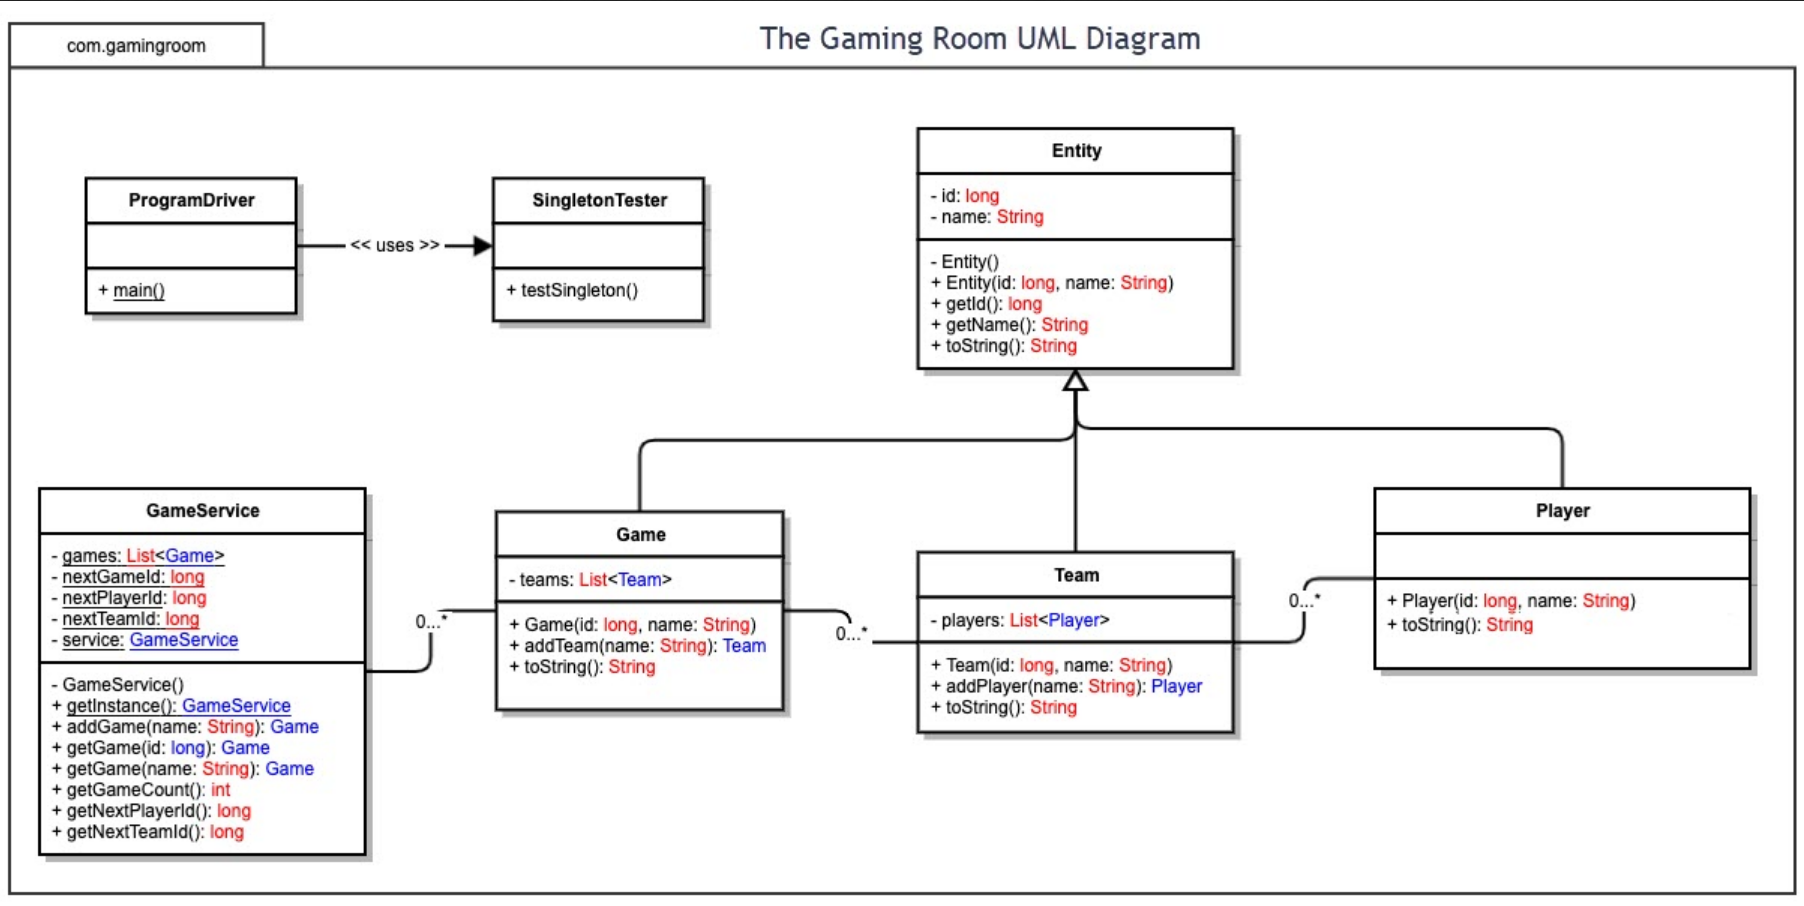 com.gamingroom
The Gaming Room UML Diagram
ProgramDriver
+ main()
<< uses >>
SingletonTester
+ testSingleton()
Entity
- id: long
- name: String
- Entity()
+ Entity(id: long, name: String)
+ getId(): long
+ getName(): String
+ toString(): String
GameService
- games: List<Game>
- nextGameId: long
- nextPlayerId: long
- nextTeamId: long
- service: GameService
- GameService()
+ getInstance(): GameService
+ addGame(name: String): Game
+ getGame(id: long): Game
+ getGame(name: String): Game
+ getGameCount(): int
+ getNextPlayerId(): long
+ getNextTeamId(): long
0...*
Game
- teams: List<Team>
+ Game(id: long, name: String)
+ addTeam(name: String): Team
+ toString(): String
0...*
Team
- players: List<Player>
+ Team(id: long, name: String)
+ addPlayer(name: String): Player
+ toString(): String
0...*
Player
+ Player(id: long, name: String)
+ toString(): String